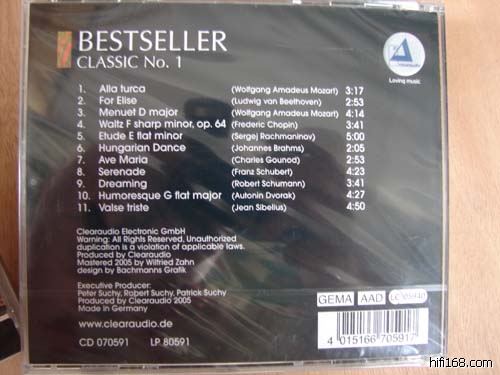 BESTSELLER
CLASSIC No. 1
Loving music
1. Alla turca (Wolfgang Amadeus Mozart) 3:17
2. For Elise (Ludwig van Beethoven) 2:53
3. Menuet D major (Wolfgang Amadeus Mozart) 4:14
4. Waltz F sharp minor, op. 64 (Frederic Chopin) 3:41
5. Etude E flat minor (Sergej Rachmaninov) 5:00
6. Hungarian Dance (Johannes Brahms) 2:05
7. Ave Maria (Charles Gounod) 2:53
8. Serenade (Franz Schubert) 4:23
9. Dreaming (Robert Schumann) 3:41
10. Humoresque G flat major (Autonin Dvorak) 4:27
11. Valse triste (Jean Sibelius) 4:50
Clearaudio Electronic GmbH
Warning: All Rights Reserved, Unauthorized
duplication is a violation of applicable laws.
Produced by Clearaudio
Mastered 2005 by Wilfried Zahn
design by Bachmanns Grafik
Executive Producer:
Peter Suchy, Robert Suchy, Patrick Suchy
Produced by Clearaudio 2005
Made in Germany
www.clearaudio.de
CD 070591 LP 80591
GEMA AAD
4 015166 705917
hifi168.com